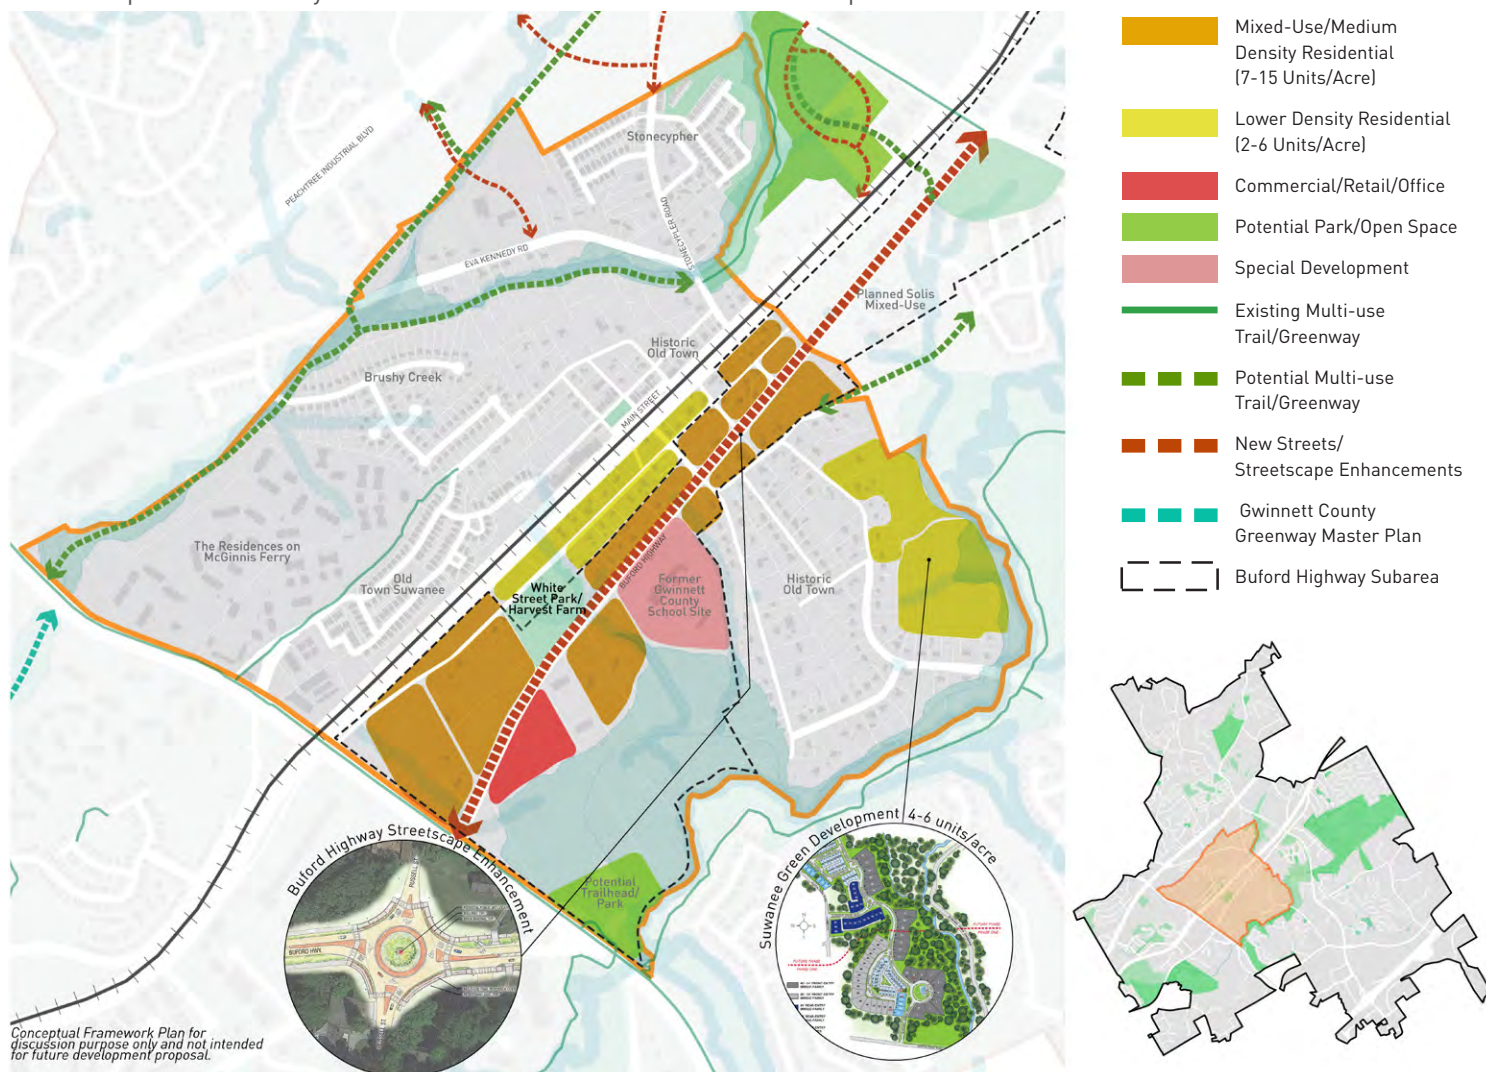 Mixed-Use/Medium
Density Residential
(7-15 Units/Acre)
Lower Density Residential
(2-6 Units/Acre)
Commercial/Retail/Office
Potential Park/Open Space
Special Development
Existing Multi-use
Trail/Greenway
Potential Multi-use
Trail/Greenway
New Streets/
Streetscape Enhancements
Gwinnett County
Greenway Master Plan
Buford Highway Subarea
Stonecypher
PEACHTREE INDUSTRIAL BLVD
STONECYPLER ROAD
EVA KENNEDY RD
Planned Solis
Mixed-Use
Historic
Old Town
Brushy Creek
MAIN STREET
The Residences on
McGinnis Ferry
Old
Town Suwanee
White
Street Park/
Harvest Farm
BUFORD HIGHWAY
Former
Gwinnett
County
School Site
Historic
Old Town
Potential
Trailhead/
Park
Buford Highway Streetscape Enhancement
RUSSELL ST
BUFORD HWY.
Suwanee Green Development 4-6 units/acre
Conceptual Framework Plan for
discussion purpose only and not intended
for future development proposal.